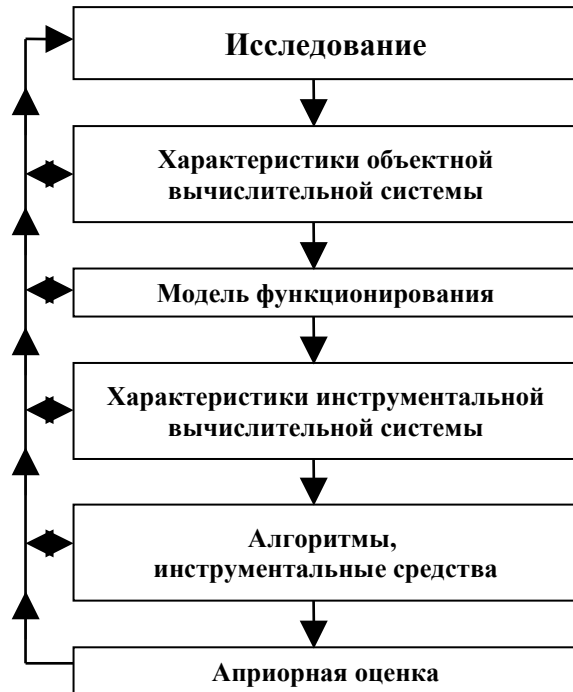 Исследование
Характеристики объектной
вычислительной системы
Модель функционирования
Характеристики инструментальной
вычислительной системы
Алгоритмы,
инструментальные средства
Априорная оценка